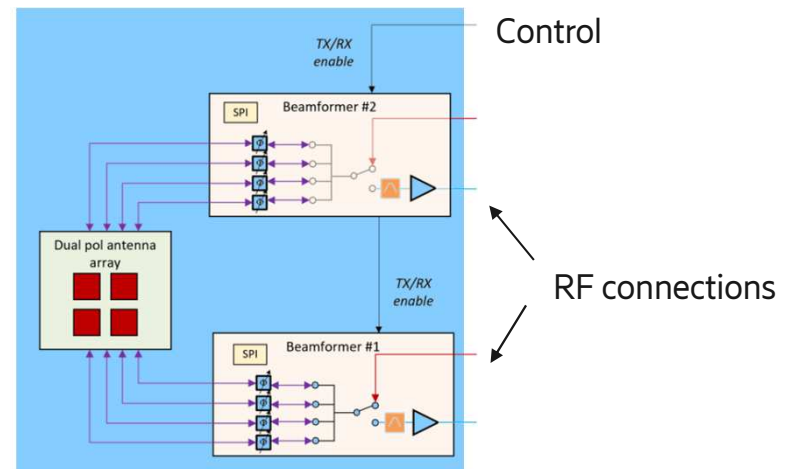 Control
TX/RX
enable
SPI
Beamformer #2
Φ
Φ
Φ
Φ
Dual pol antenna
array
RF connections
TX/RX
enable
SPI
Beamformer #1
Φ
Φ
Φ
Φ